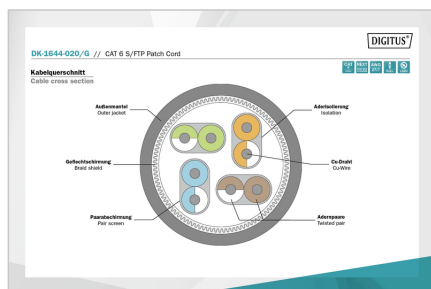 DIGITUS®
DK-1644-020/G // CAT 6 S/FTP Patch Cord
Kabelquerschnitt
Cable cross section
Außenmantel
Outer jacket
Aderisolierung
Isolation
Geflechtschirmung
Braid shield
Cu-Draht
Cu-Wire
Paarabschirmung
Pair screen
Adernpaare
Twisted pair